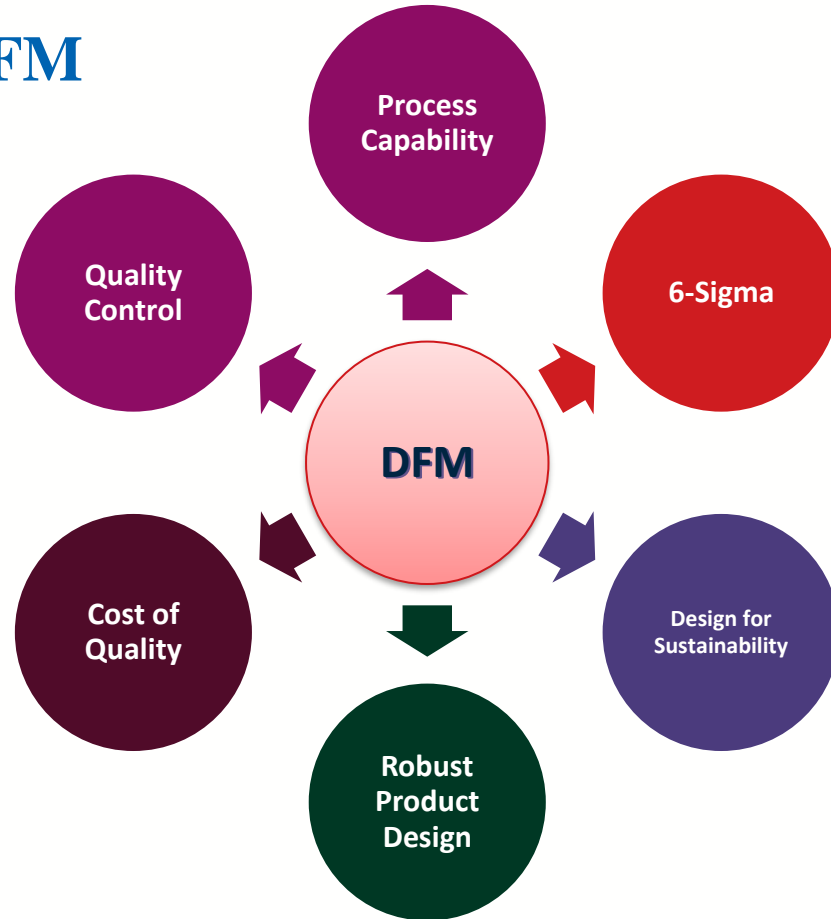 FM
Process
Capability
Quality
Control
6-Sigma
DFM
Cost of
Quality
Design for
Sustainability
Robust
Product
Design